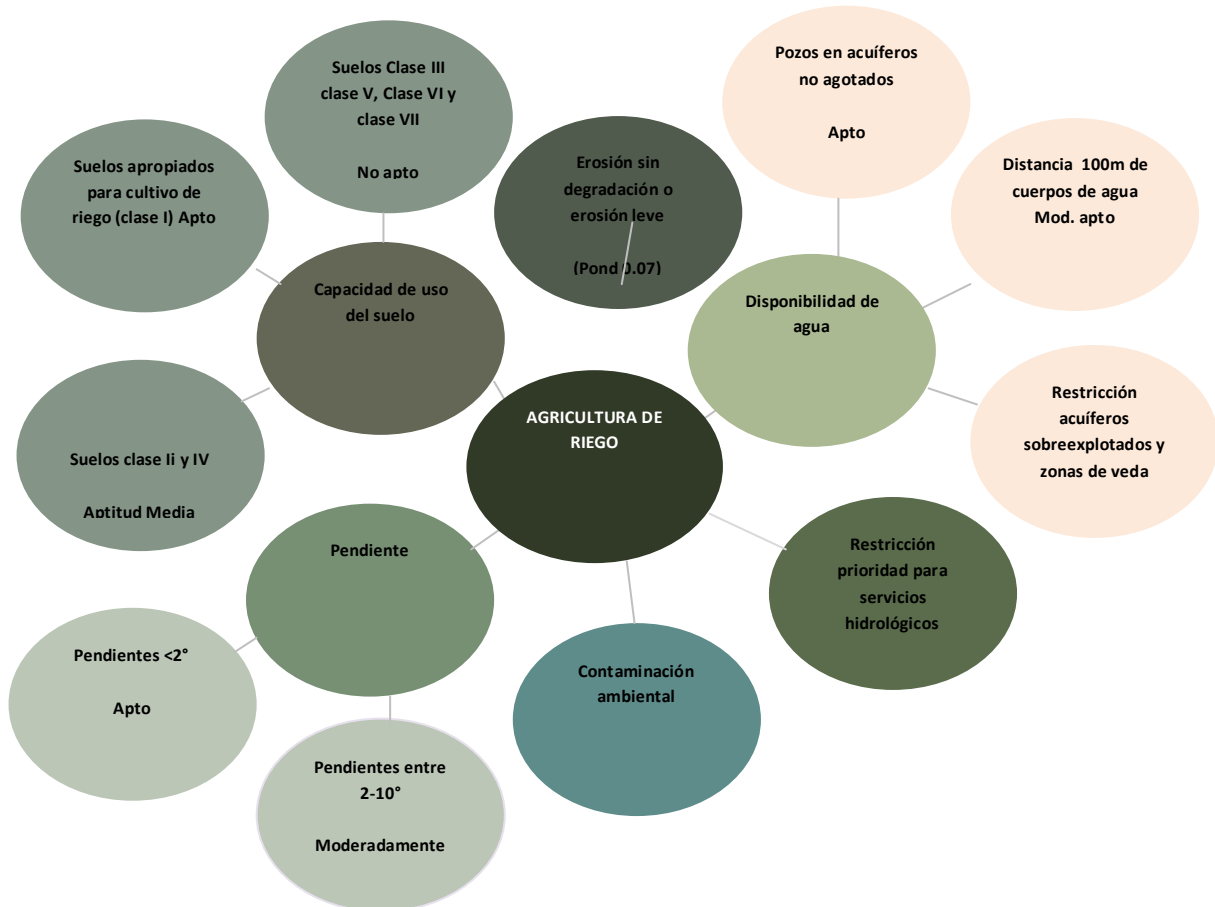 Suelos Clase III
clase V, Clase VI y
clase VII
No apto
Suelos apropiados
para cultivo de
riego (clase I) Apto
Capacidad de uso
del suelo
Suelos clase Ii y IV
Aptitud Media
Erosión sin
degradación o
erosión leve
(Pond 0.07)
Pozos en acuíferos
no agotados
Apto
Distancia 100m de
cuerpos de agua
Mod. apto
Disponibilidad de
agua
Restricción
acuíferos
sobreexplotados y
zonas de veda
AGRICULTURA DE
RIEGO
Pendiente
Restricción
prioridad para
servicios
hidrológicos
Pendientes <2°
Apto
Contaminación
ambiental
Pendientes entre
2-10°
Moderadamente